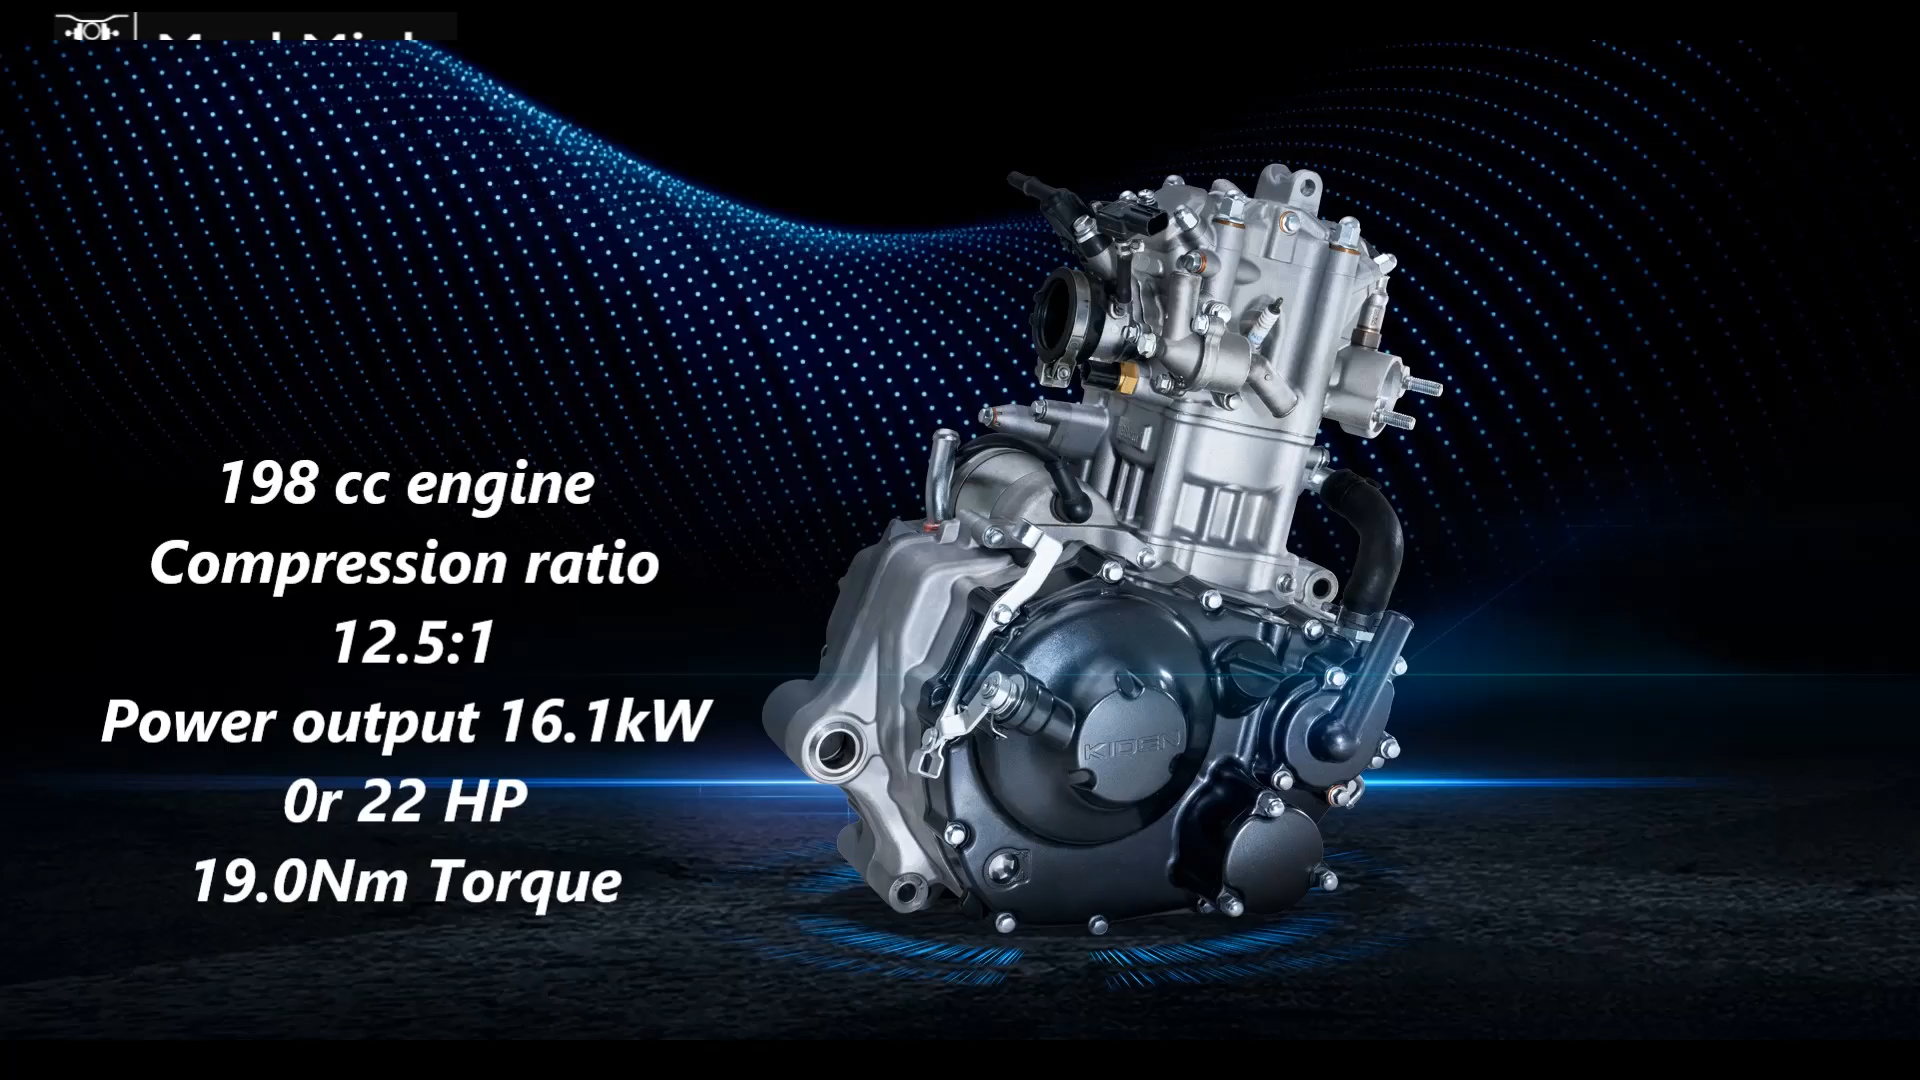 198 cc engine
Compression ratio
12.5:1
Power output 16.1kW
0r 22 HP
19.0Nm Torque
KIDEN